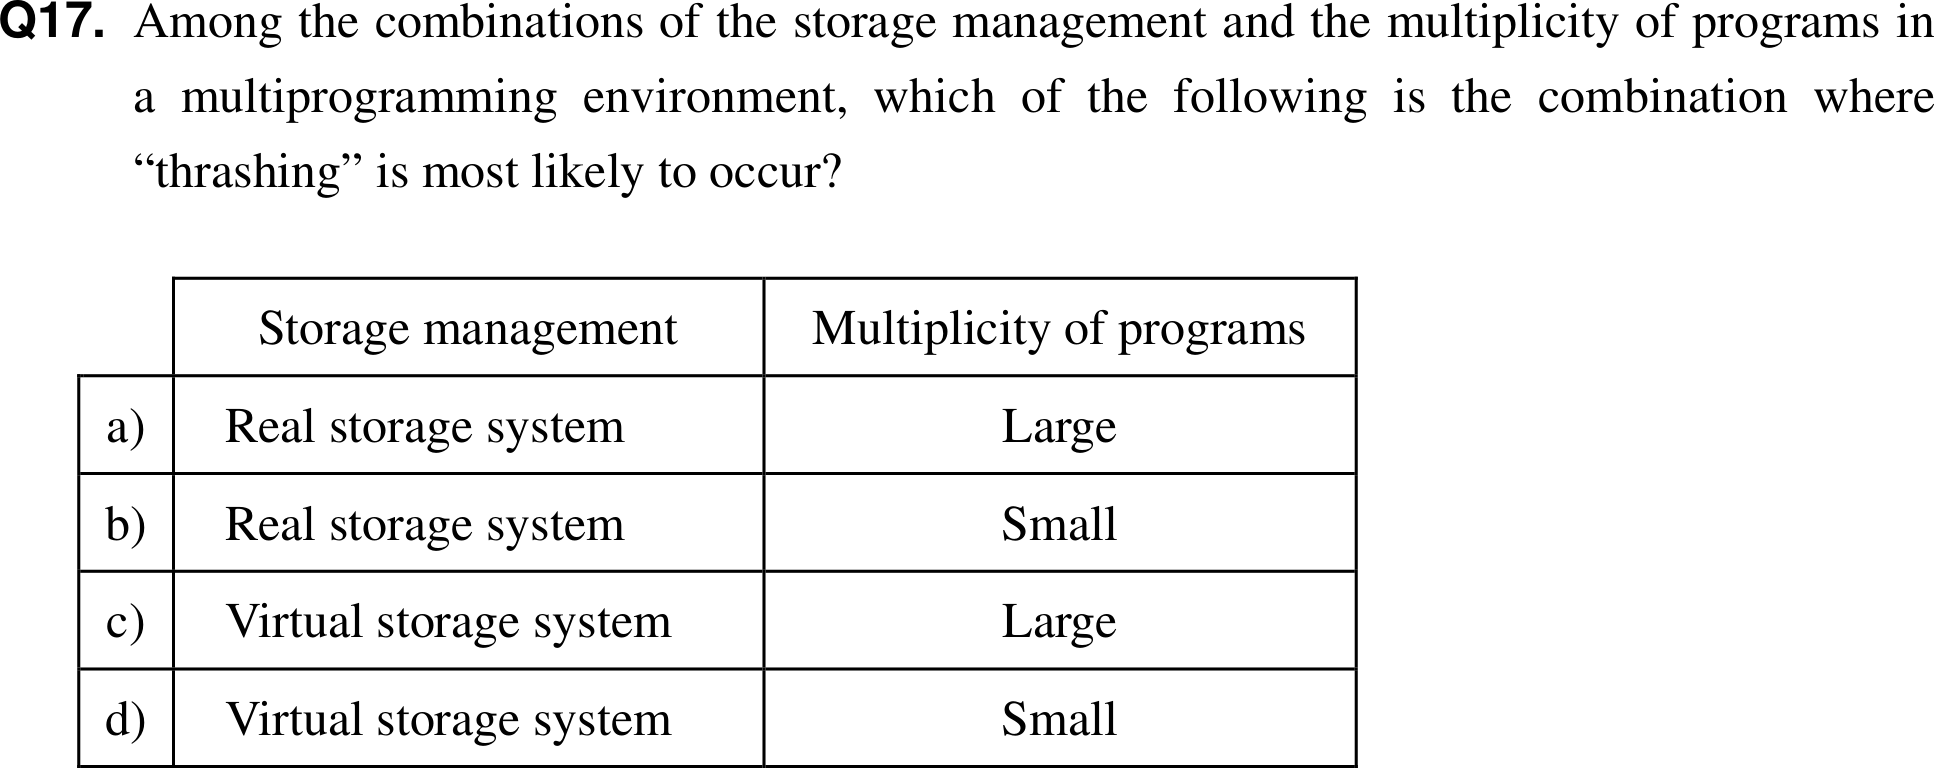 Q17. Among the combinations of the storage management and the multiplicity of programs in
a multiprogramming environment, which of the following is the combination where
“thrashing” is most likely to occur?
Storage management Multiplicity of programs
a) Real storage system Large
b) Real storage system Small
c) Virtual storage system Large
d) Virtual storage system Small